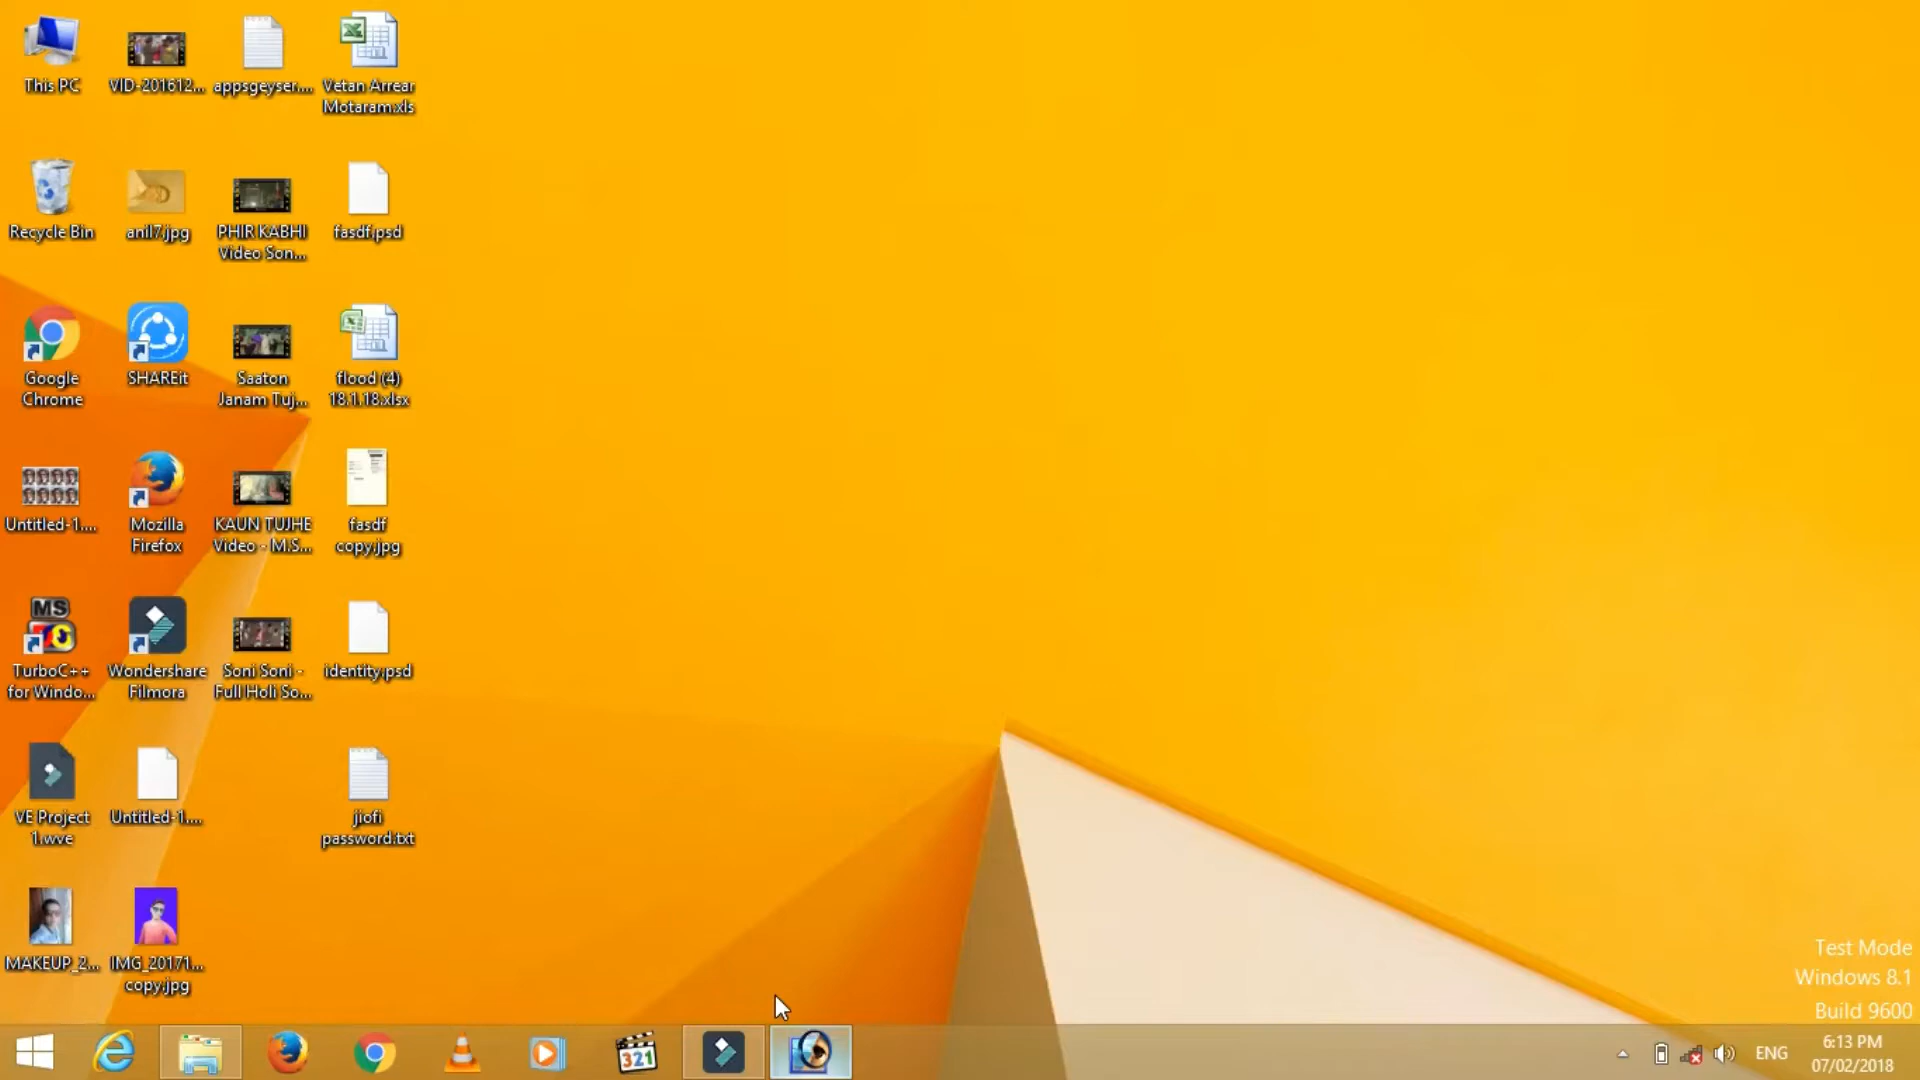 This PC
VID-201612...
appsgeyser....
Vetan Arrear
Motaram.xls
Recycle Bin
anil7.jpg
PHIR KABHI
Video Son...
fasdf.psd
Google
Chrome
SHAREit
Saaton
Janam Tuj...
flood (4)
18.1.18.xlsx
Untitled-1....
Mozilla
Firefox
KAUN TUJHE
Video - M.S...
fasdf
copy.jpg
MS
TurboC++
for Windo...
Wondershare
Filmora
Soni Soni -
Full Holi So...
identity.psd
VE Project
1.wve
Untitled-1....
jiofi
password.txt
MAKEUP_2...
IMG_20171...
copy.jpg
Test Mode
Windows 8.1
Build 9600
321
ENG
6:13 PM
07/02/2018